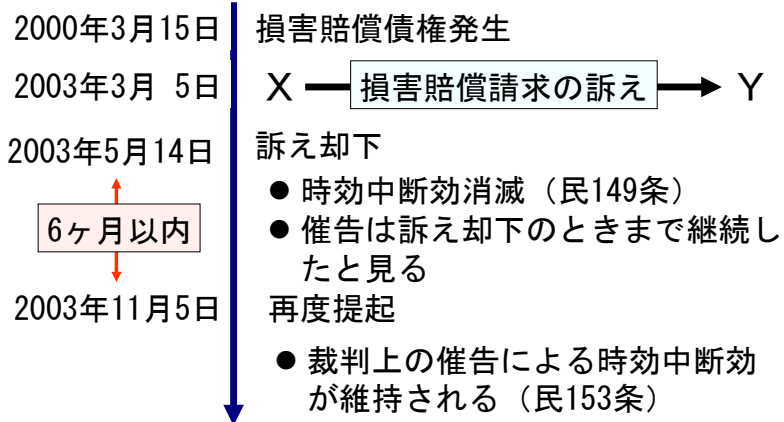 2000年3月15日 損害賠償債権発生
2003年3月 5日 X 損害賠償請求の訴え Y
2003年5月14日 訴え却下
● 時効中断効消滅（民149条）
6ヶ月以内
● 催告は訴え却下のときまで継続し
たと見る
2003年11月5日 再度提起
● 裁判上の催告による時効中断効
が維持される（民153条）